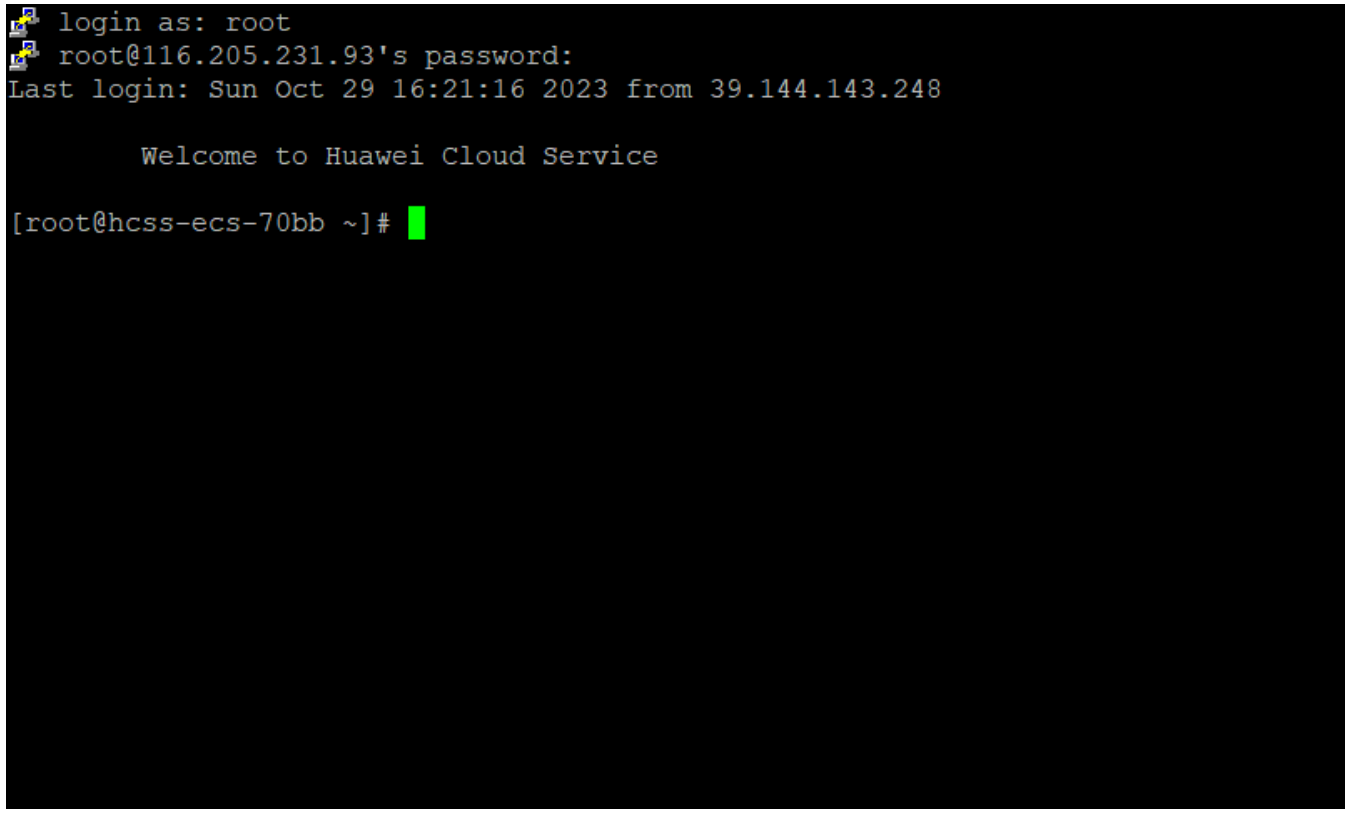 login as: root
root@116.205.231.93's password:
Last login: Sun Oct 29 16:21:16 2023 from 39.144.143.248
Welcome to Huawei Cloud Service
[root@hcss-ecs-70bb ~]#